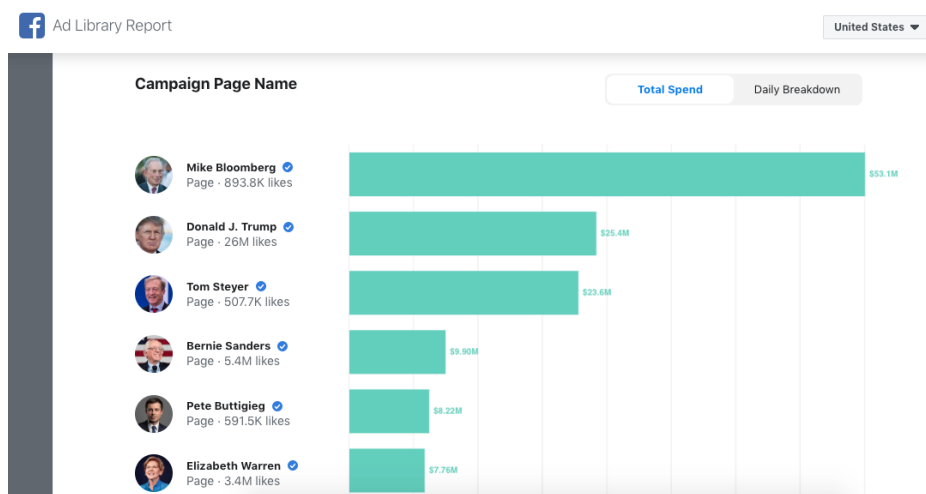 Ad Library Report
United States
Campaign Page Name
Total Spend
Daily Breakdown
Mike Bloomberg
Page · 893.8K likes
$53.1M
Donald J. Trump
Page · 26M likes
$25.4M
Tom Steyer
Page · 507.7K likes
$23.6M
Bernie Sanders
Page · 5.4M likes
$9.90M
Pete Buttigieg
Page · 591.5K likes
$8.22M
Elizabeth Warren
Page · 3.4M likes
$7.76M